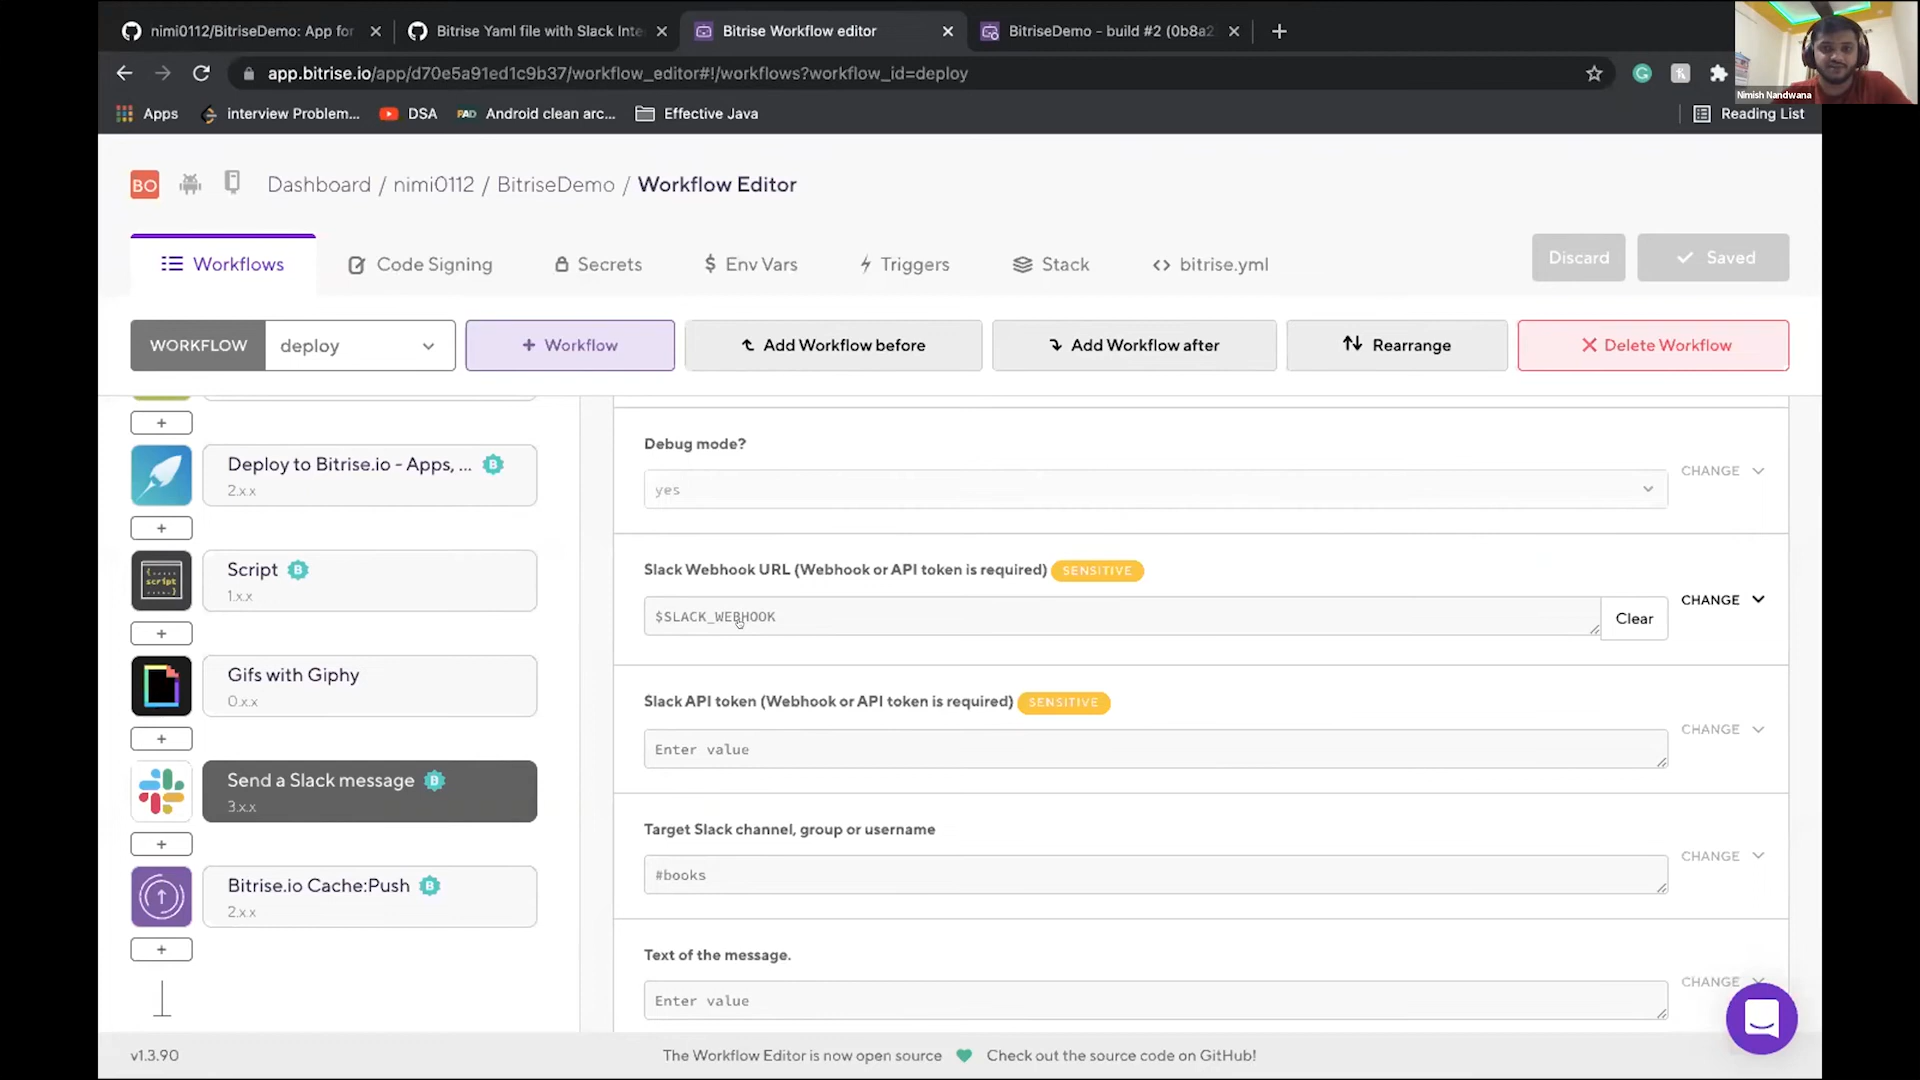 nimi0112/BitriseDemo: App for
Bitrise Yaml file with Slack Inte
Bitrise Workflow editor
BitriseDemo - build #2 (0b8a2
app.bitrise.io/app/d70e5a91ed1c9b37/workflow_editor#!/workflows?workflow_id=deploy
Nimish Nandwana
Apps
interview Problem...
DSA
Android clean arc...
Effective Java
Reading List
BO
Dashboard / nimi0112 / BitriseDemo / Workflow Editor
Workflows
Code Signing
Secrets
$ Env Vars
Triggers
Stack
<> bitrise.yml
Discard
Saved
WORKFLOW
deploy
+ Workflow
Add Workflow before
Add Workflow after
Rearrange
Delete Workflow
+
Deploy to Bitrise.io - Apps, ...
2.x.x
+
Script
1.x.x
+
Gifs with Giphy
0.x.x
+
Send a Slack message
3.x.x
+
Bitrise.io Cache:Push
2.x.x
+
Debug mode?
yes
CHANGE
Slack Webhook URL (Webhook or API token is required) SENSITIVE
$SLACK_WEBHOOK
Clear
CHANGE
Slack API token (Webhook or API token is required) SENSITIVE
Enter value
CHANGE
Target Slack channel, group or username
#books
CHANGE
Text of the message.
Enter value
CHANGE
v1.3.90
The Workflow Editor is now open source
Check out the source code on GitHub!